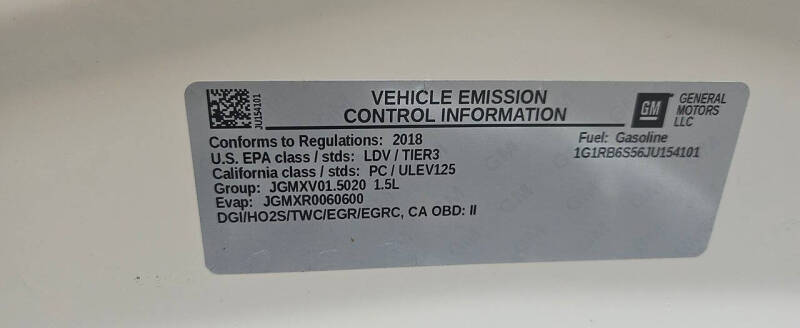 JU154101
VEHICLE EMISSION
CONTROL INFORMATION
GM
GENERAL
MOTORS
LLC
Conforms to Regulations: 2018
U.S. EPA class / stds: LDV / TIER3
California class / stds: PC / ULEV125
Group: JGMXV01.5020 1.5L
Evap: JGMXR0060600
DGI/HO2S/TWC/EGR/EGRC, CA OBD: II
Fuel: Gasoline
1G1RB6S56JU154101